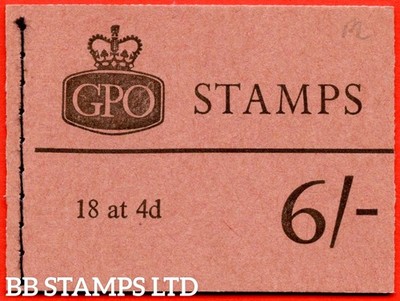 GPO STAMPS
18 at 4d 6/-
BB STAMPS LTD